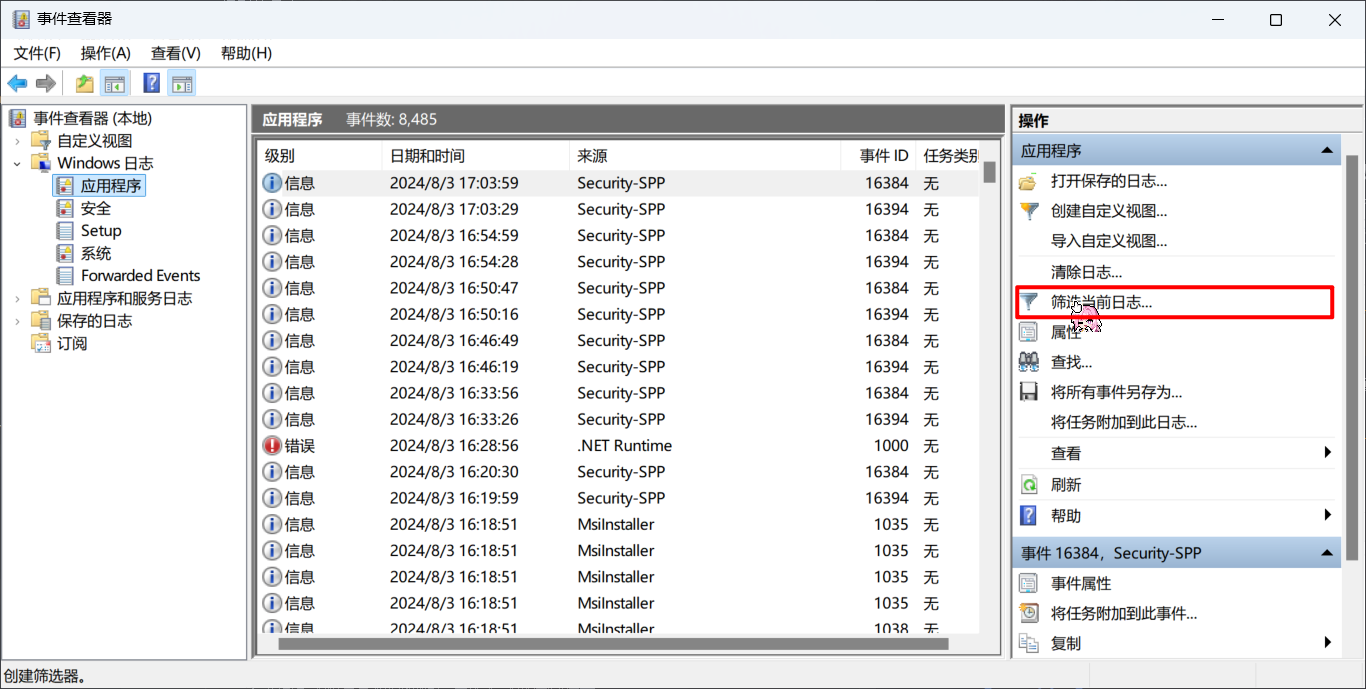 事件查看器
文件(F) 操作(A) 查看(V) 帮助(H)
事件查看器 (本地)
自定义视图
Windows 日志
应用程序
安全
Setup
系统
Forwarded Events
应用程序和服务日志
保存的日志
订阅
应用程序 事件数: 8,485
级别 日期和时间 来源 事件 ID 任务类别
信息 2024/8/3 17:03:59 Security-SPP 16384 无
信息 2024/8/3 17:03:29 Security-SPP 16394 无
信息 2024/8/3 16:54:59 Security-SPP 16384 无
信息 2024/8/3 16:54:28 Security-SPP 16394 无
信息 2024/8/3 16:50:47 Security-SPP 16384 无
信息 2024/8/3 16:50:16 Security-SPP 16394 无
信息 2024/8/3 16:46:49 Security-SPP 16384 无
信息 2024/8/3 16:46:19 Security-SPP 16394 无
信息 2024/8/3 16:33:56 Security-SPP 16384 无
信息 2024/8/3 16:33:26 Security-SPP 16394 无
错误 2024/8/3 16:28:56 .NET Runtime 1000 无
信息 2024/8/3 16:20:30 Security-SPP 16384 无
信息 2024/8/3 16:19:59 Security-SPP 16394 无
信息 2024/8/3 16:18:51 MsiInstaller 1035 无
信息 2024/8/3 16:18:51 MsiInstaller 1035 无
信息 2024/8/3 16:18:51 MsiInstaller 1035 无
信息 2024/8/3 16:18:51 MsiInstaller 1035 无
信息 2024/8/3 16:18:51 MsiInstaller 1038 无
操作
应用程序
打开保存的日志...
创建自定义视图...
导入自定义视图...
清除日志...
筛选当前日志...
属性
查找...
将所有事件另存为...
将任务附加到此日志...
查看
刷新
帮助
事件 16384，Security-SPP
事件属性
将任务附加到此事件...
复制
创建筛选器。